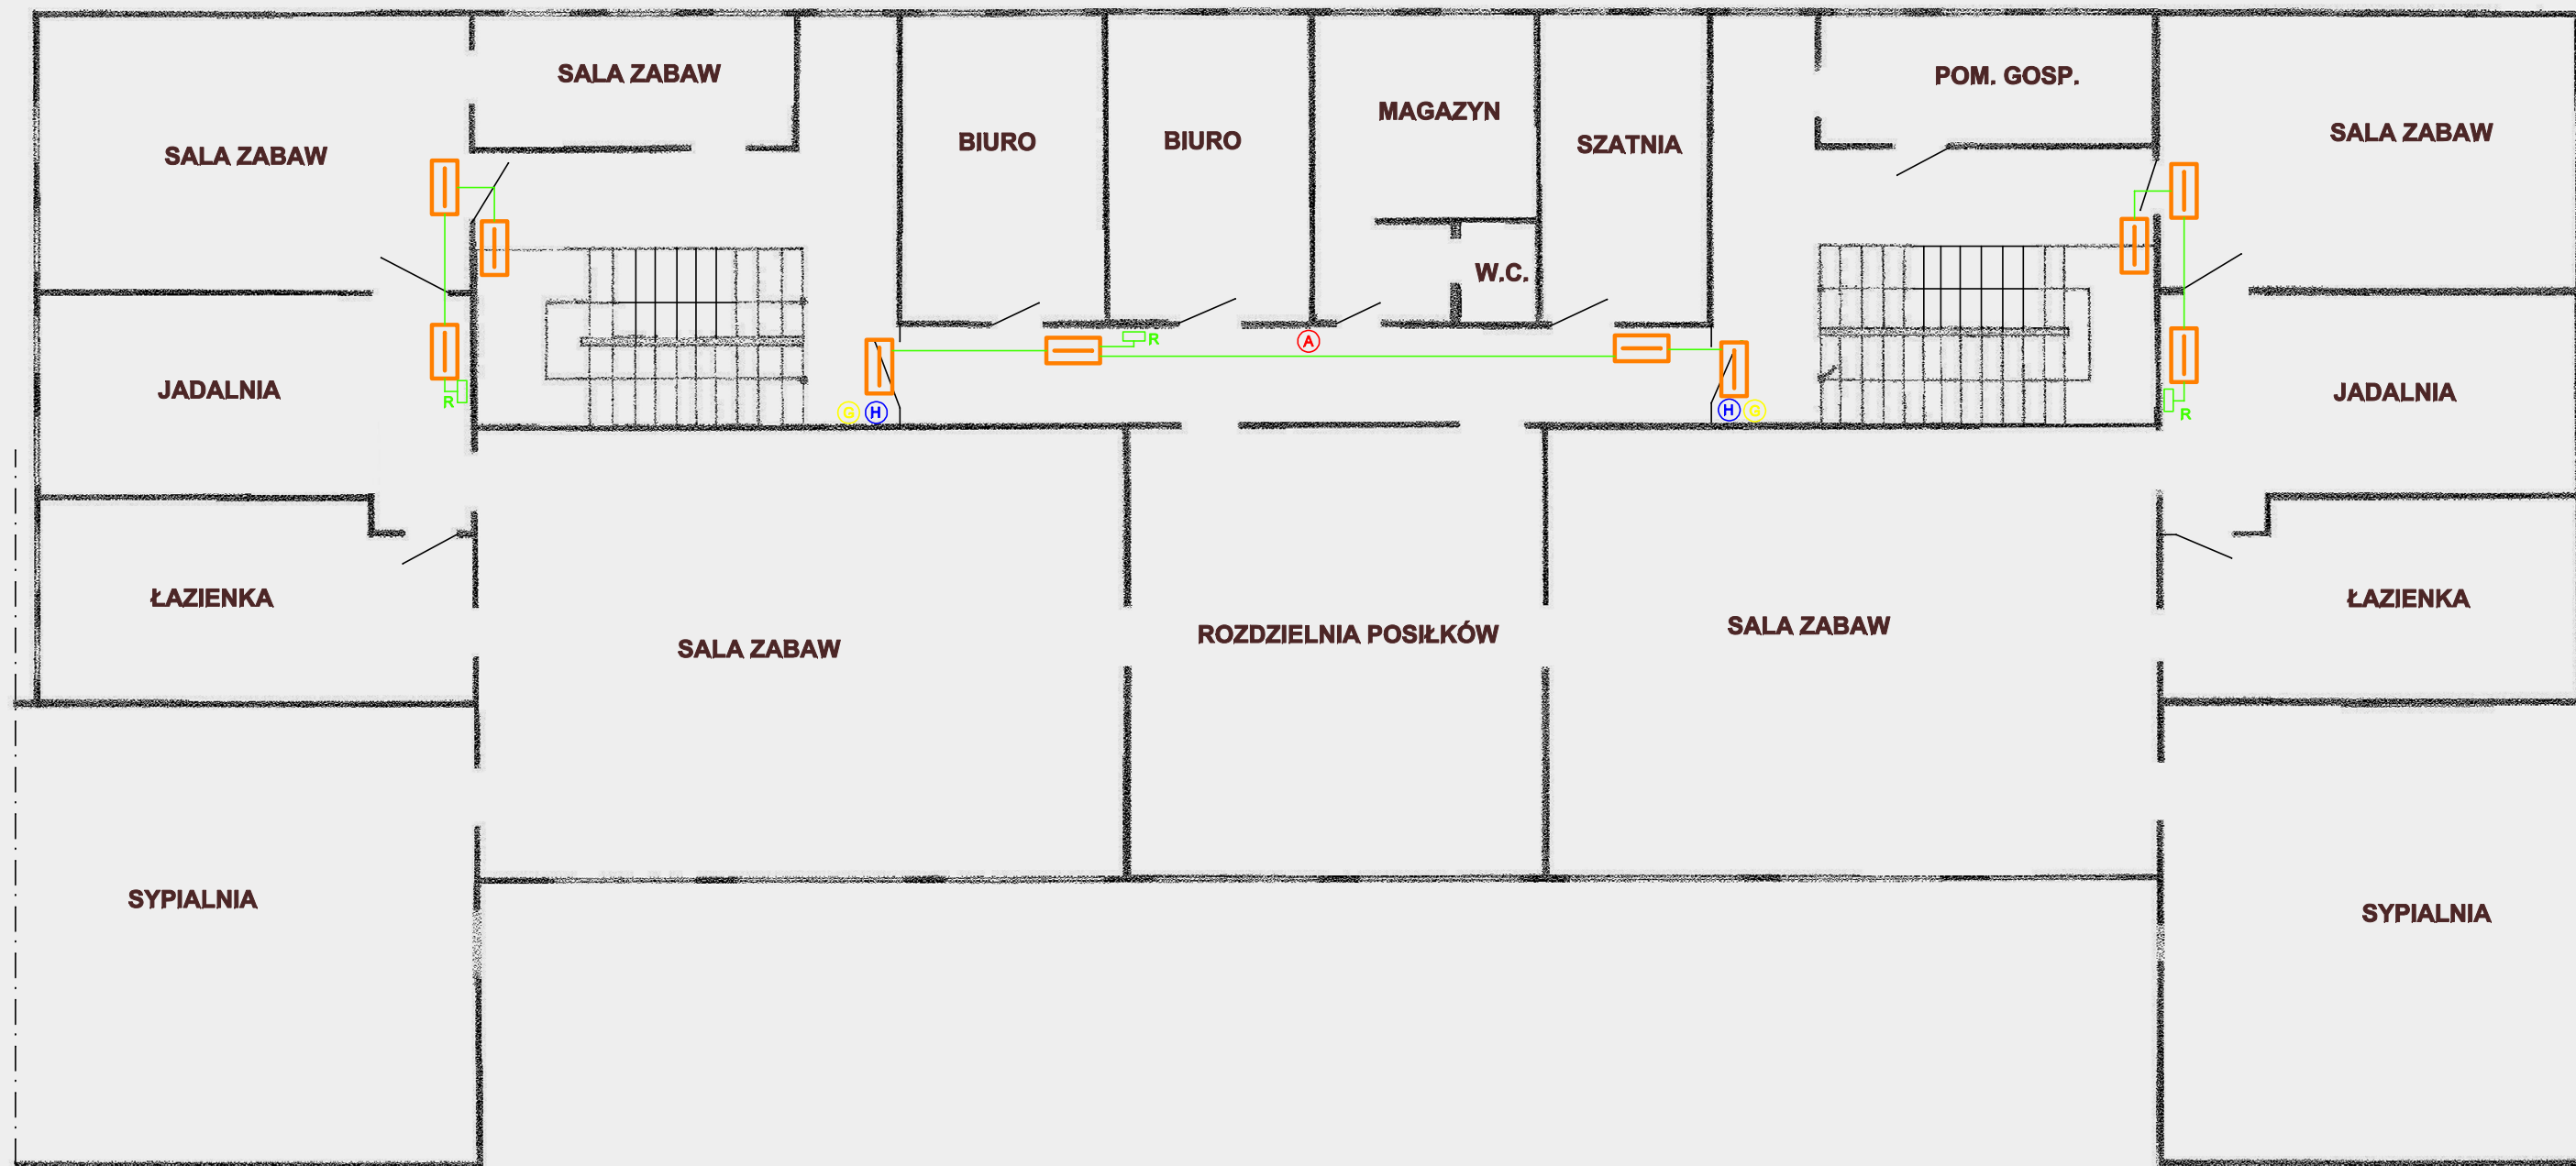 SALA ZABAW
POM. GOSP.
MAGAZYN
SALA ZABAW
BIURO
BIURO
SZATNIA
SALA ZABAW
W.C.
R
A
JADALNIA
JADALNIA
R
G
H
H
G
R
ŁAZIENKA
ŁAZIENKA
SALA ZABAW
ROZDZIELNIA POSIŁKÓW
SALA ZABAW
SYPIALNIA
SYPIALNIA